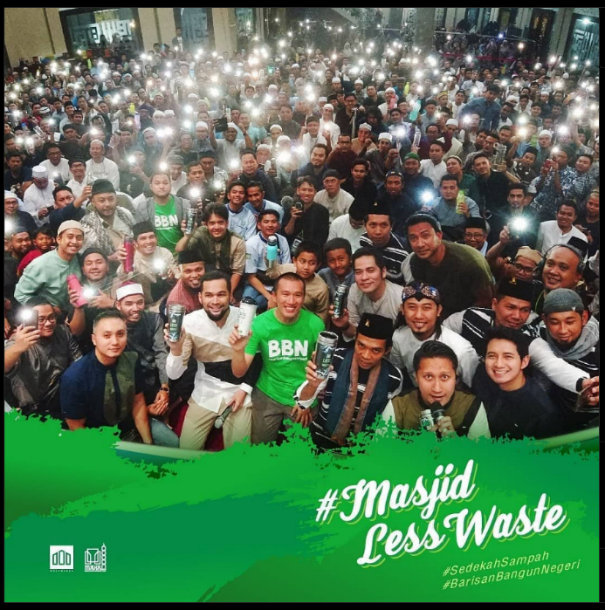 BBN
BBN
#Masjid
Less Waste
#SedekahSampah
#BarisanBangunNegeri